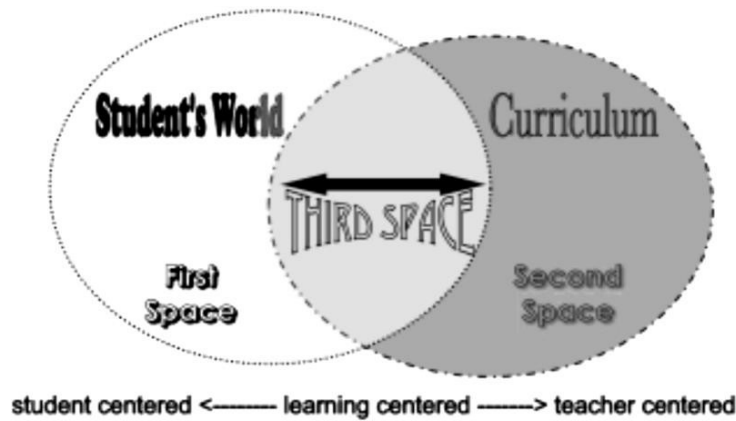 Student's World
Curriculum
THIRD SPACE
First
Space
Second
Space
student centered <--------- learning centered -------> teacher centered